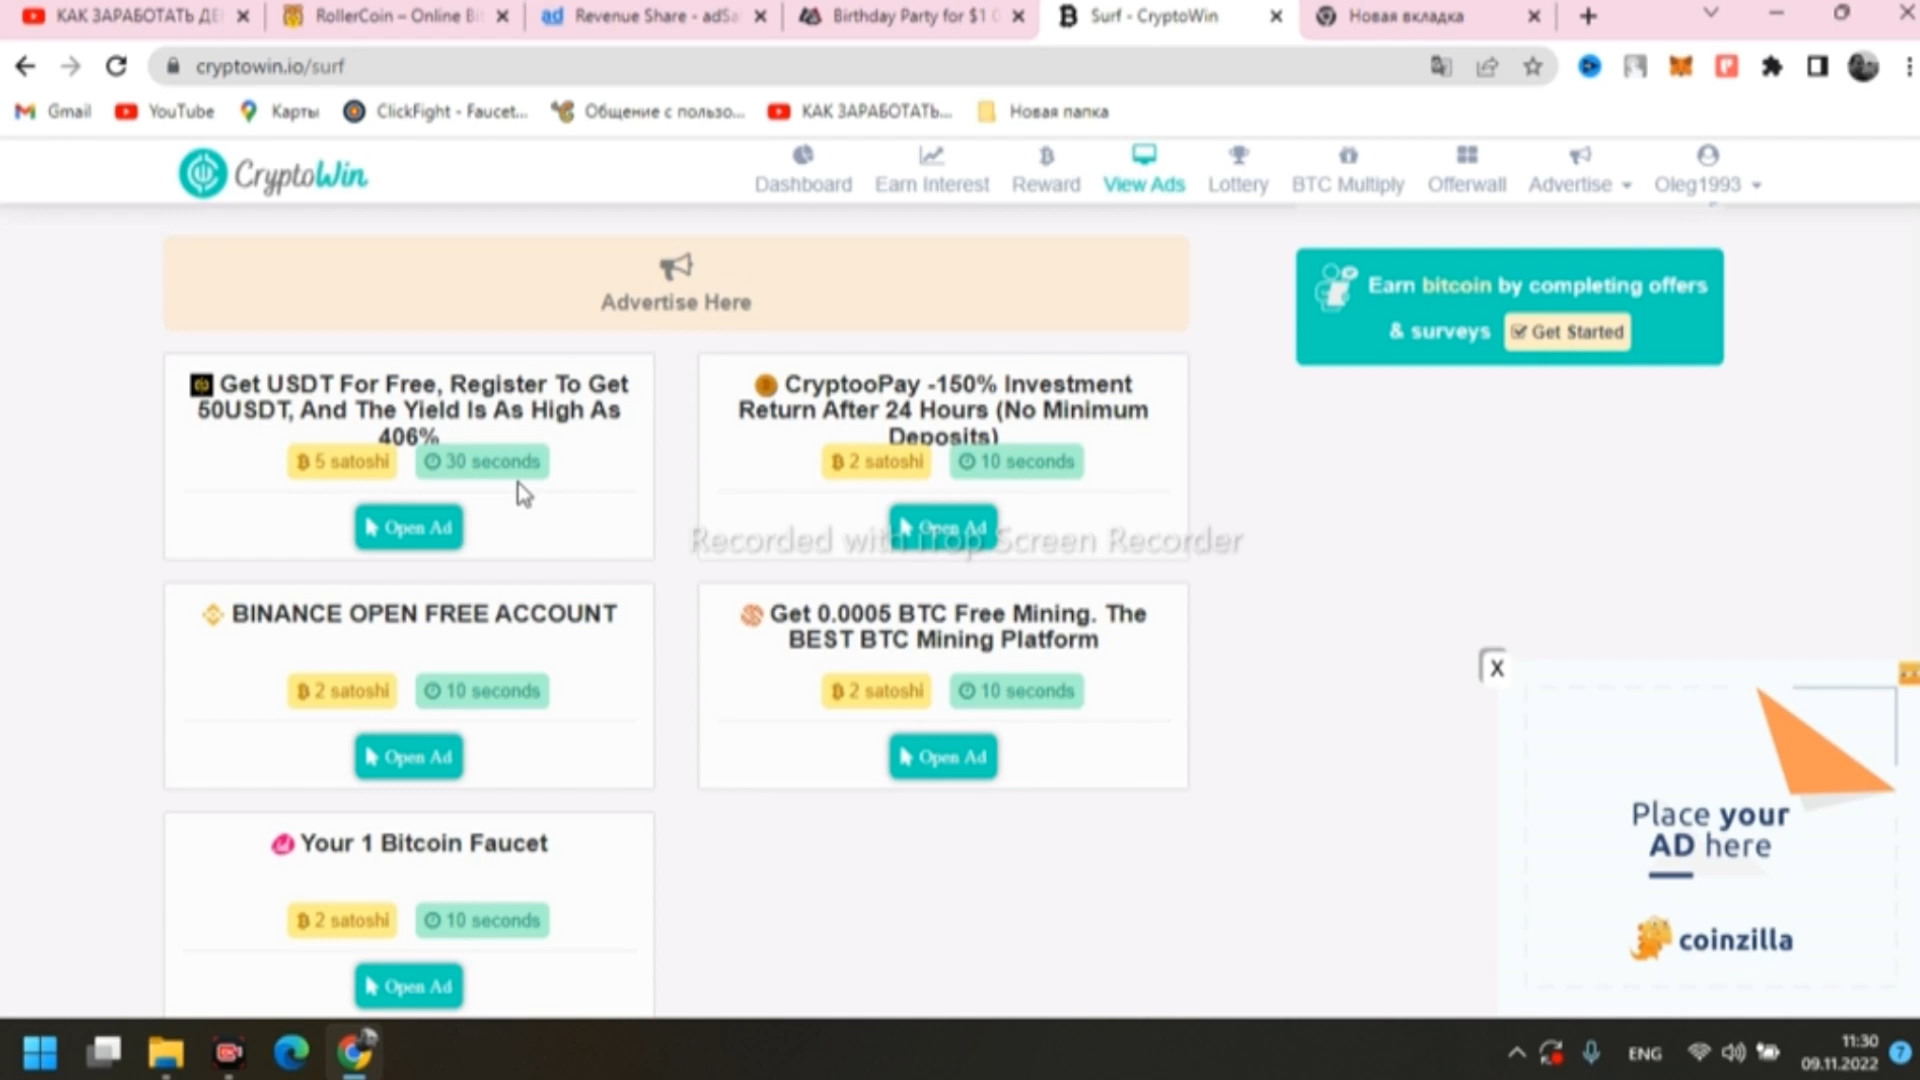 КАК ЗАРАБОТАТЬ ДЕ
RollerCoin – Online Bi
Revenue Share - adSa
Birthday Party for $1
Surf - CryptoWin
Новая вкладка
cryptowin.io/surf
Gmail
YouTube
Карты
ClickFight - Faucet...
Общение с пользо...
КАК ЗАРАБОТАТЬ...
Новая папка
CryptoWin
Dashboard
Earn Interest
Reward
View Ads
Lottery
BTC Multiply
Offerwall
Advertise
Oleg1993
Advertise Here
Earn bitcoin by completing offers
& surveys
Get Started
Get USDT For Free, Register To Get
50USDT, And The Yield Is As High As
406%
5 satoshi
30 seconds
Open Ad
CryptooPay -150% Investment
Return After 24 Hours (No Minimum
Deposits)
2 satoshi
10 seconds
Open Ad
Recorded with iTop Screen Recorder
BINANCE OPEN FREE ACCOUNT
2 satoshi
10 seconds
Open Ad
Get 0.0005 BTC Free Mining. The
BEST BTC Mining Platform
2 satoshi
10 seconds
Open Ad
Your 1 Bitcoin Faucet
2 satoshi
10 seconds
Open Ad
X
Place your
AD here
coinzilla
ENG
11:30
09.11.2022
7